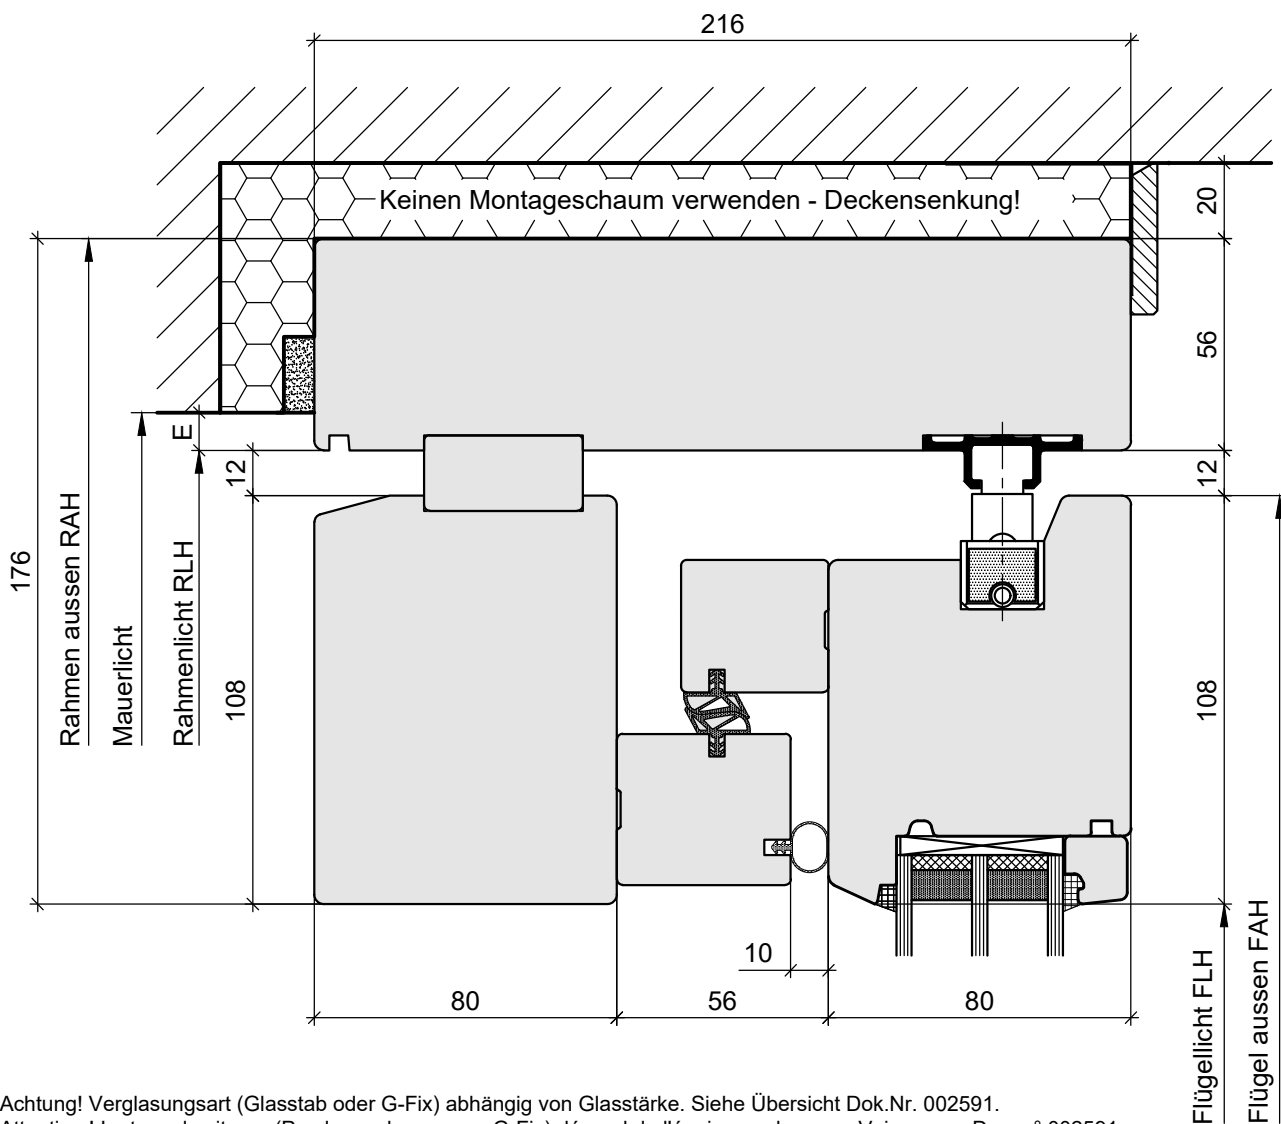 216
Keinen Montageschaum verwenden - Deckensenkung!
20
56
E
12
12
Rahmen aussen RAH
Mauerlicht
Rahmenlicht RLH
176
108
108
10
80
56
80
Flügellicht FLH
Flügel aussen FAH
Achtung! Verglasungsart (Glasstab oder G-Fix) abhängig von Glasstärke. Siehe Übersicht Dok.Nr. 002591.